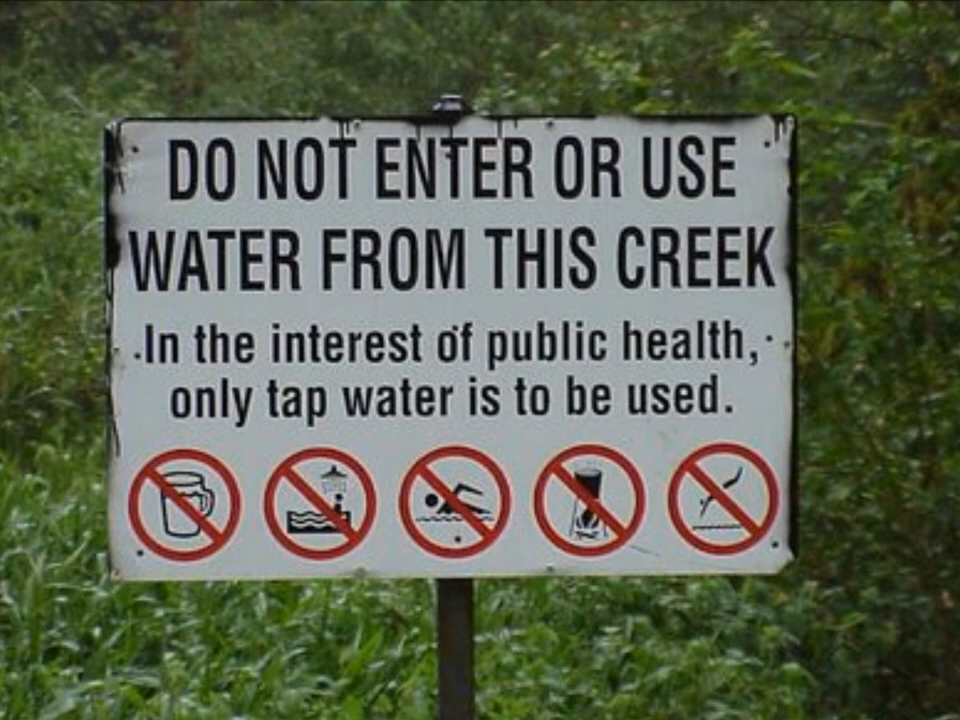 DO NOT ENTER OR USE
WATER FROM THIS CREEK
In the interest of public health,
only tap water is to be used.